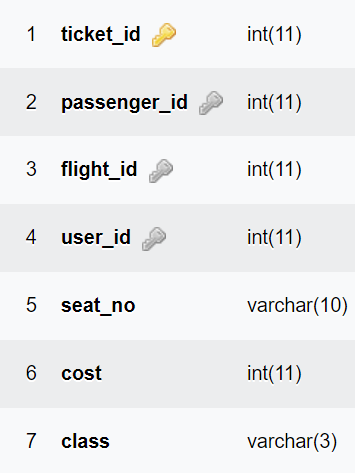 1 ticket_id int(11)
2 passenger_id int(11)
3 flight_id int(11)
4 user_id int(11)
5 seat_no varchar(10)
6 cost int(11)
7 class varchar(3)